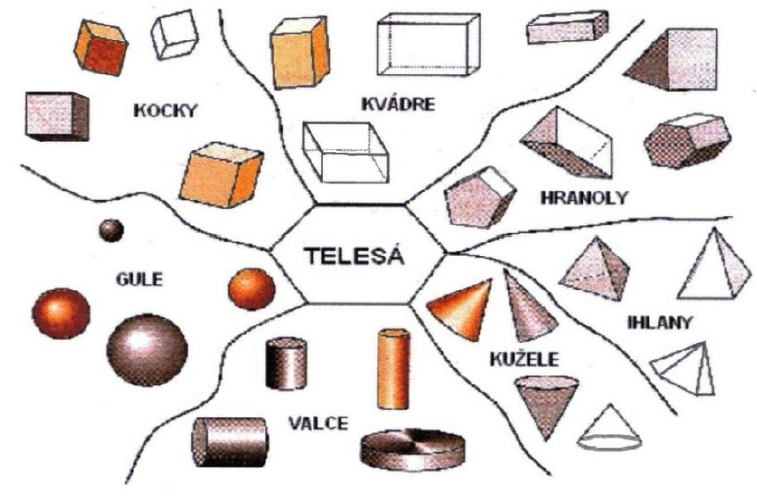 KOCKY
KVÁDRE
HRANOLY
TELESÁ
GULE
IHLANY
KUŽELE
VALCE